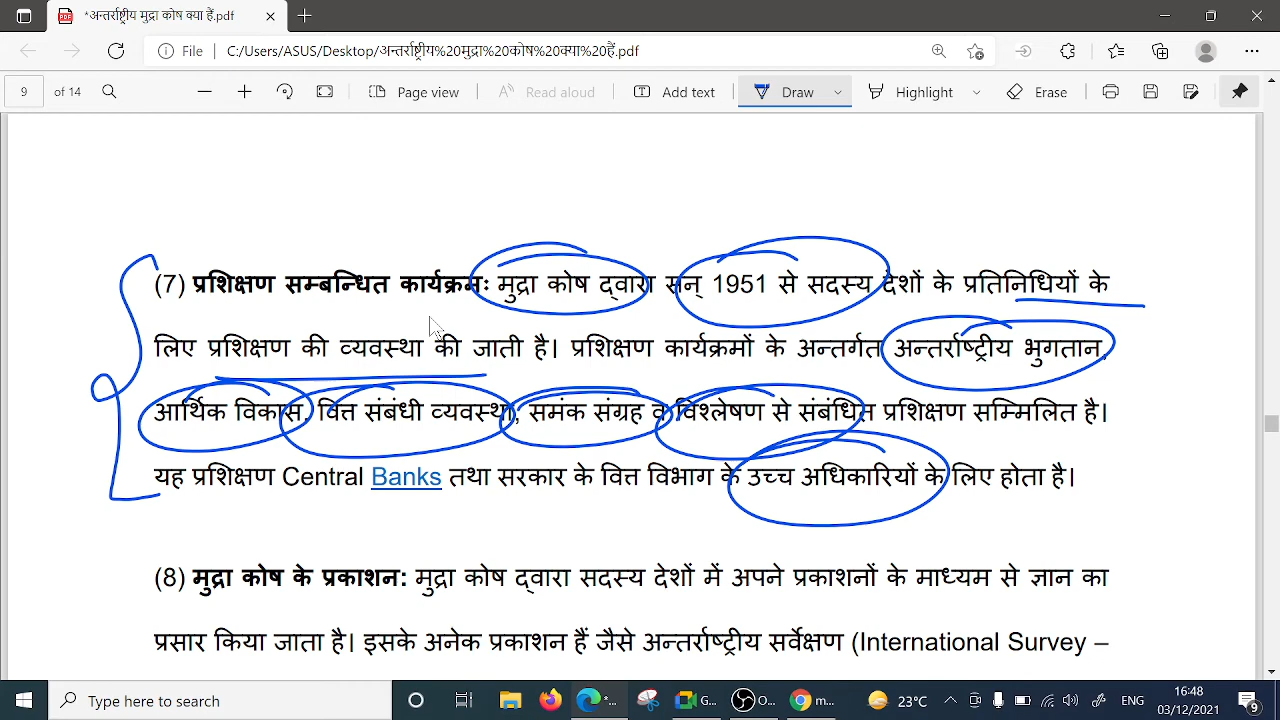 *अन्तर्राष्ट्रीय मुद्रा कोष क्या हैं.pdf
File C:/Users/ASUS/Desktop/अन्तर्राष्ट्रीय%20मुद्रा%20कोष%20क्या%20हैं.pdf
9 of 14 Page view Read aloud Add text Draw Highlight Erase
(7) प्रशिक्षण सम्बन्धित कार्यक्रमः मुद्रा कोष द्वारा सन् 1951 से सदस्य देशों के प्रतिनिधियों के
लिए प्रशिक्षण की व्यवस्था की जाती है। प्रशिक्षण कार्यक्रमों के अन्तर्गत अन्तर्राष्ट्रीय भुगतान,
आर्थिक विकास, वित्त संबंधी व्यवस्था, समंक संग्रह व विश्लेषण से संबंधित प्रशिक्षण सम्मिलित है।
यह प्रशिक्षण Central Banks तथा सरकार के वित्त विभाग के उच्च अधिकारियों के लिए होता है।
(8) मुद्रा कोष के प्रकाशन: मुद्रा कोष द्वारा सदस्य देशों में अपने प्रकाशनों के माध्यम से ज्ञान का
प्रसार किया जाता है। इसके अनेक प्रकाशन हैं जैसे अन्तर्राष्ट्रीय सर्वेक्षण (International Survey –
Type here to search *... G... O... m... 23°C ENG 16:48
03/12/2021 9